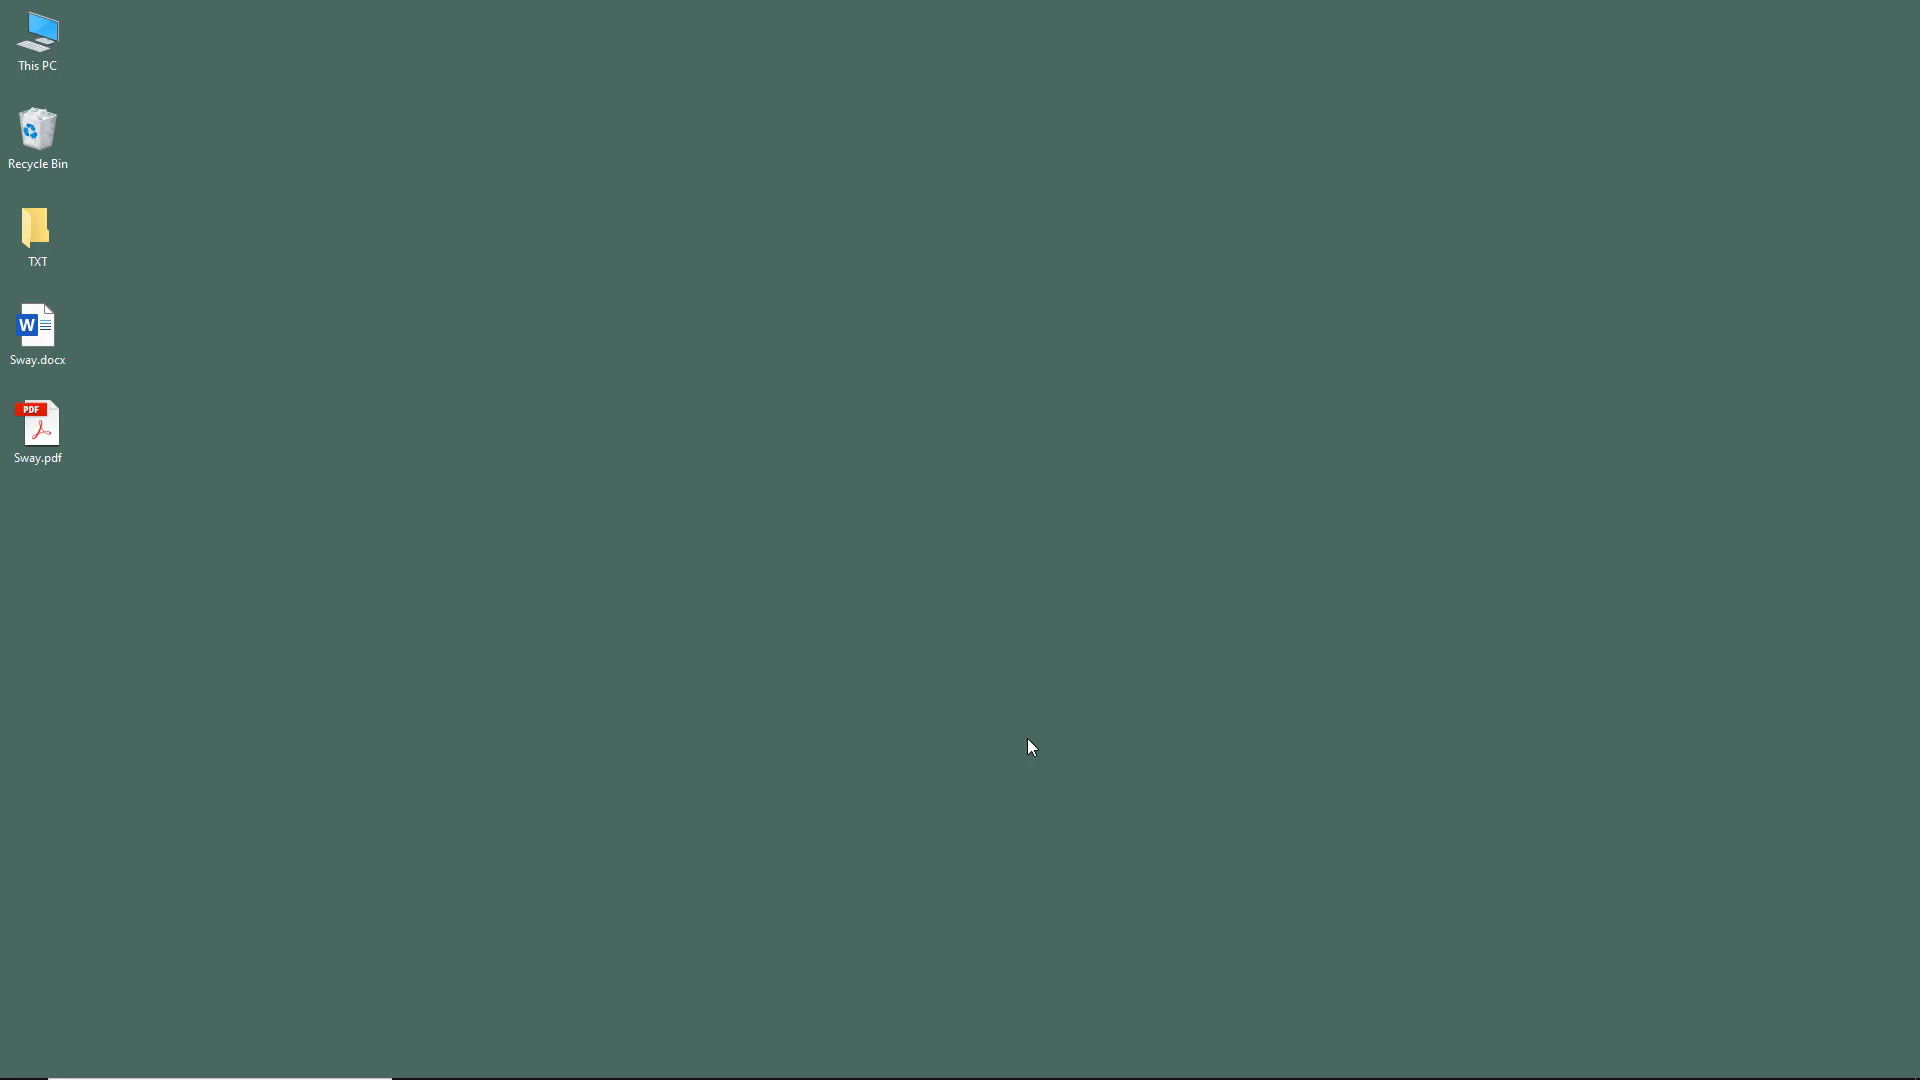 This PC
Recycle Bin
TXT
W
Sway.docx
PDF
Sway.pdf